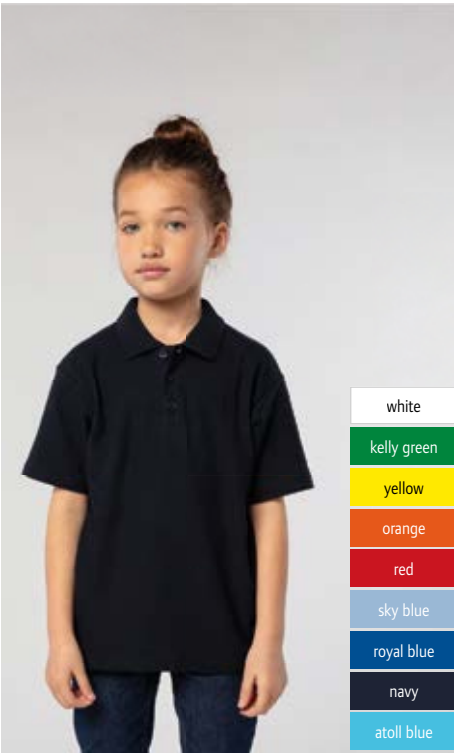 white
kelly green
yellow
orange
red
sky blue
royal blue
navy
atoll blue